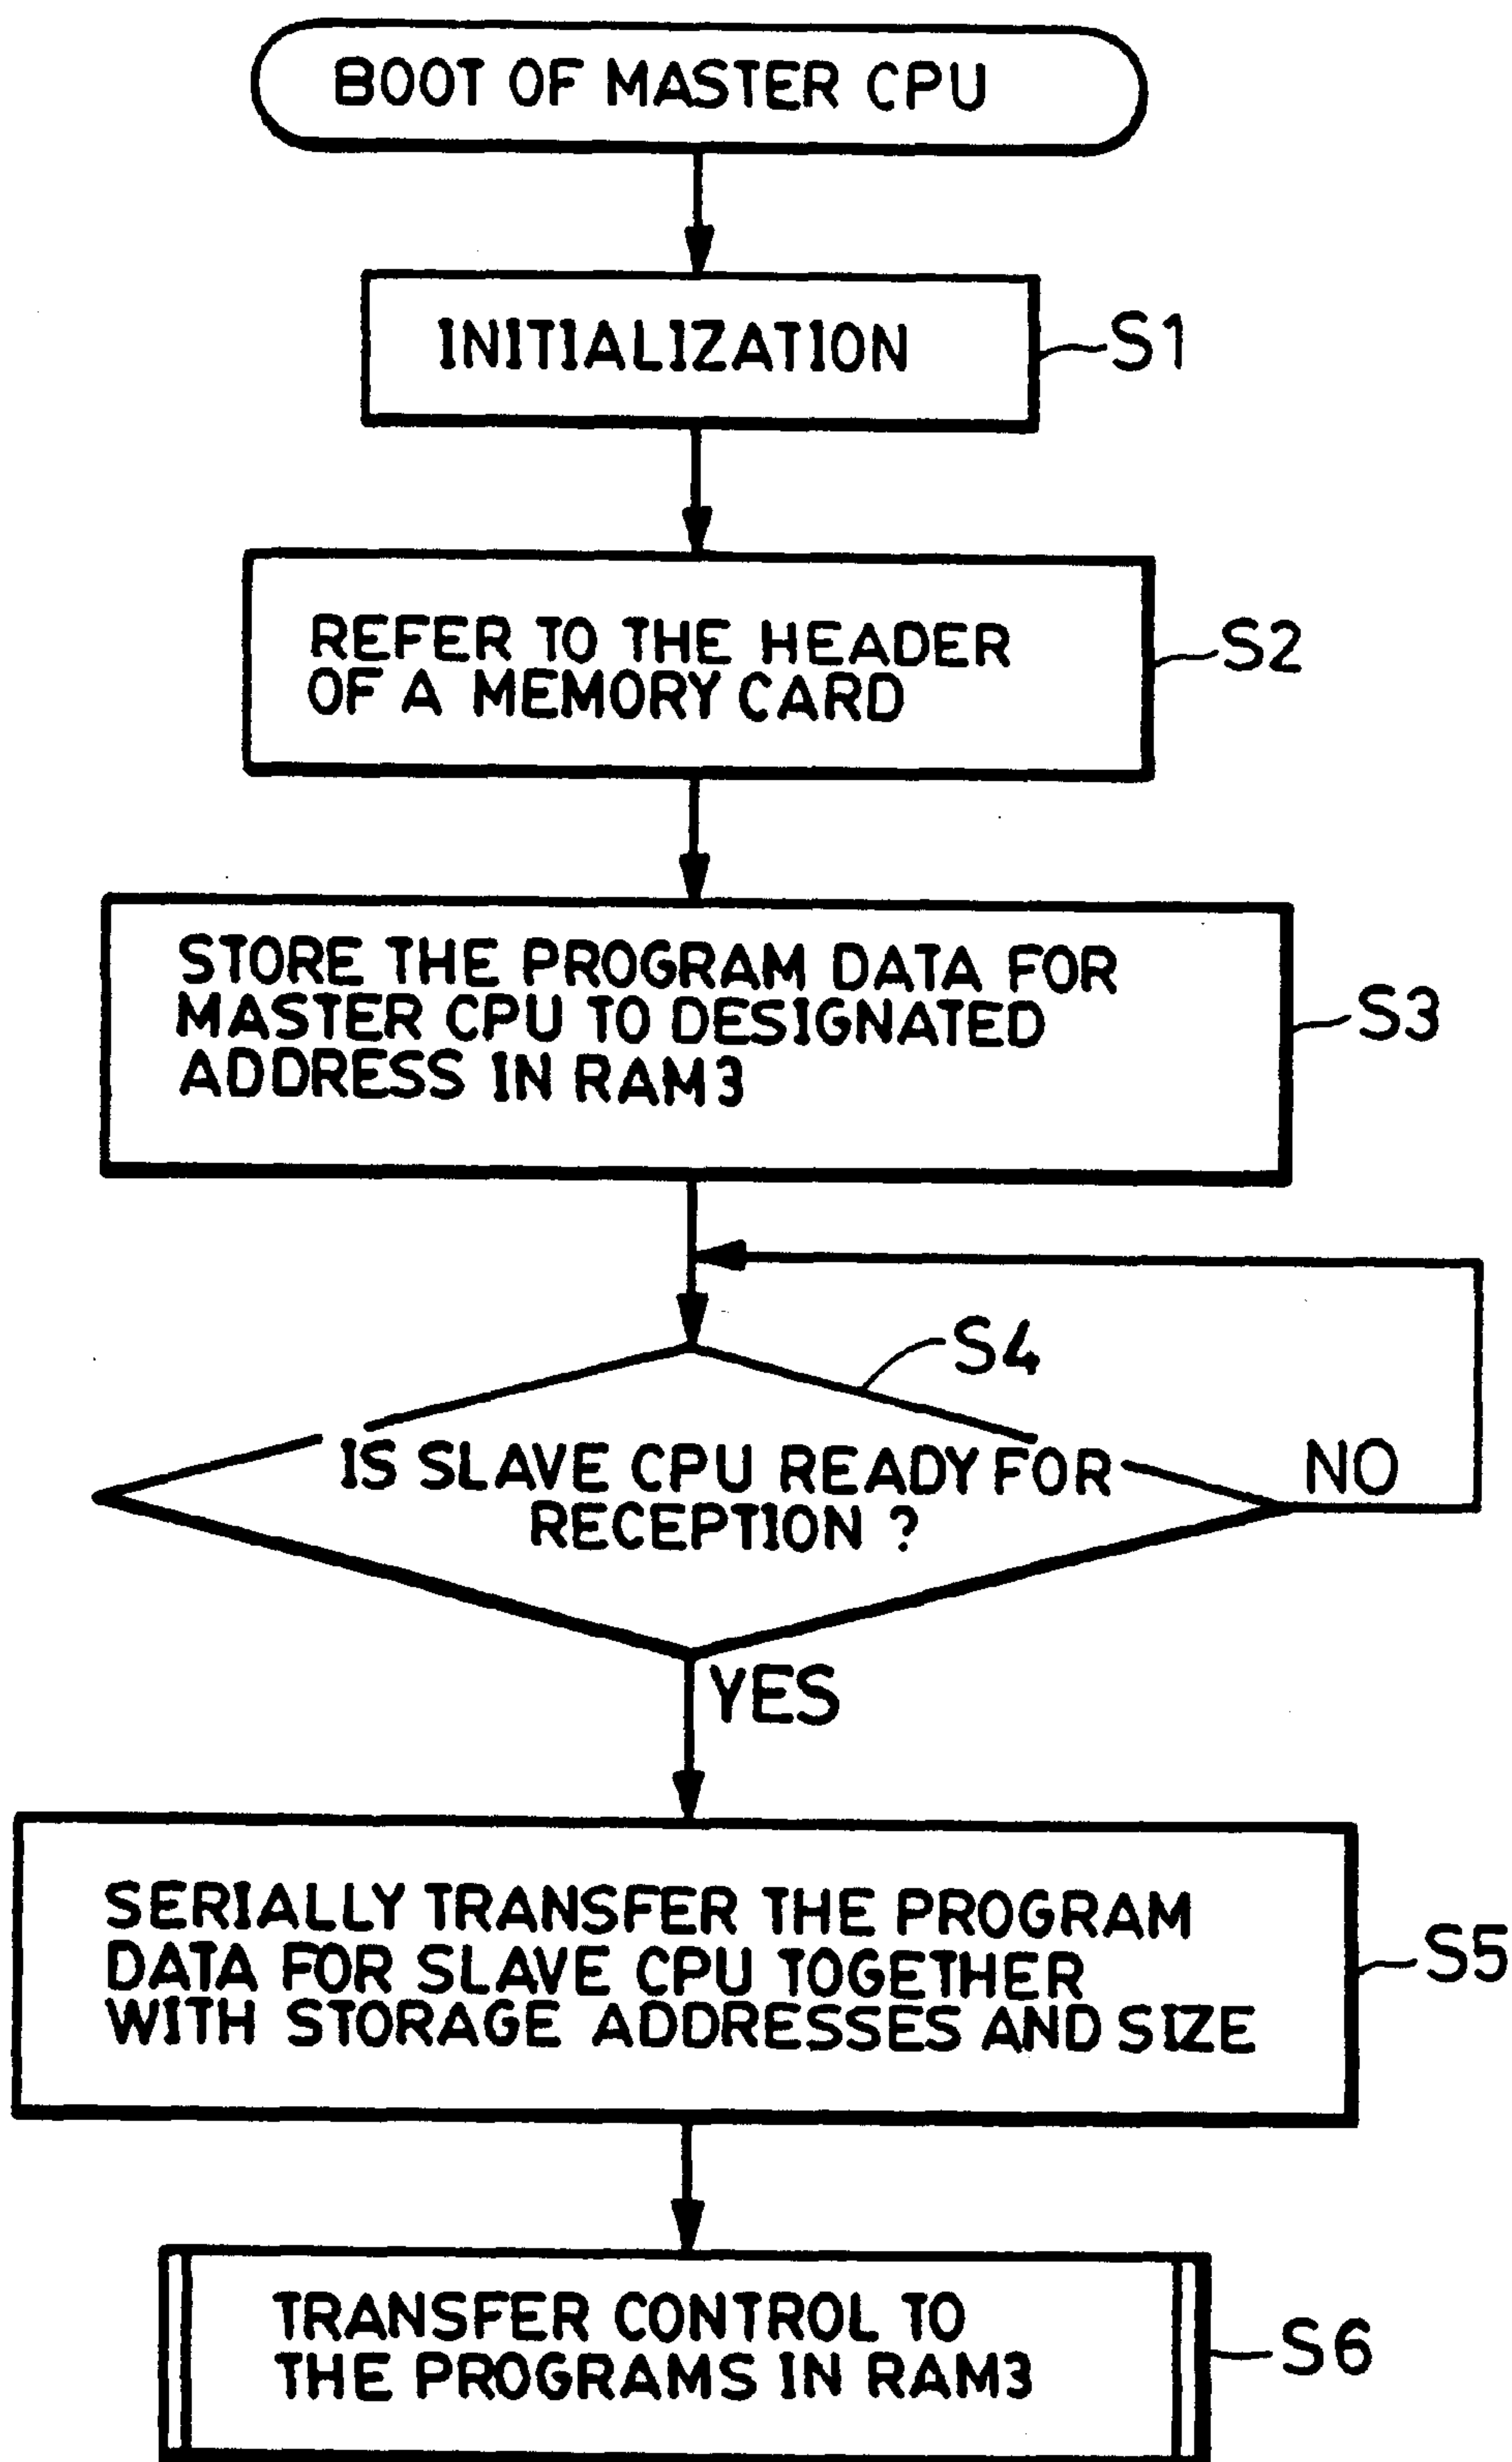 BOOT OF MASTER CPU
INITIALIZATION
S1
REFER TO THE HEADER
OF A MEMORY CARD
S2
STORE THE PROGRAM DATA FOR
MASTER CPU TO DESIGNATED
ADDRESS IN RAM3
S3
S4
IS SLAVE CPU READY FOR
RECEPTION ?
NO
YES
SERIALLY TRANSFER THE PROGRAM
DATA FOR SLAVE CPU TOGETHER
WITH STORAGE ADDRESSES AND SIZE
S5
TRANSFER CONTROL TO
THE PROGRAMS IN RAM3
S6